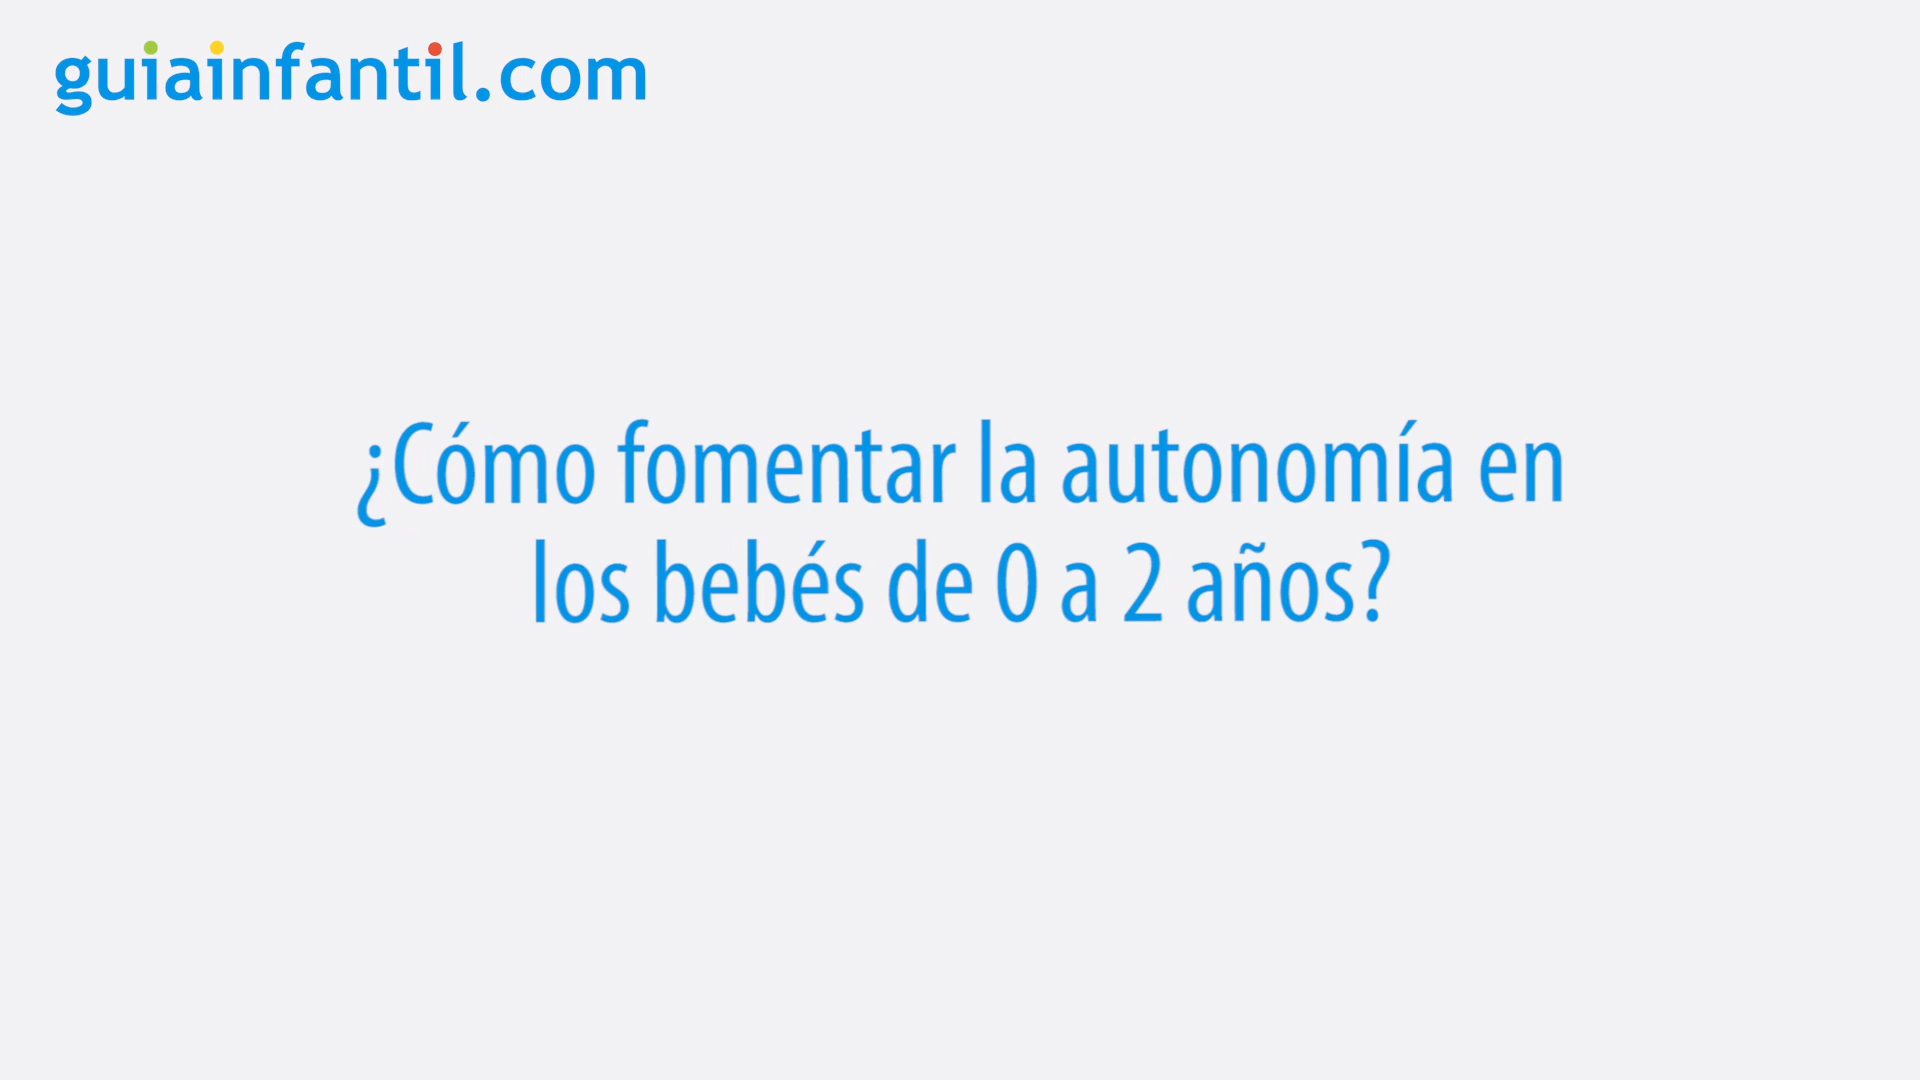 guiainfantil.com
¿Cómo fomentar la autonomía en
los bebés de 0 a 2 años?